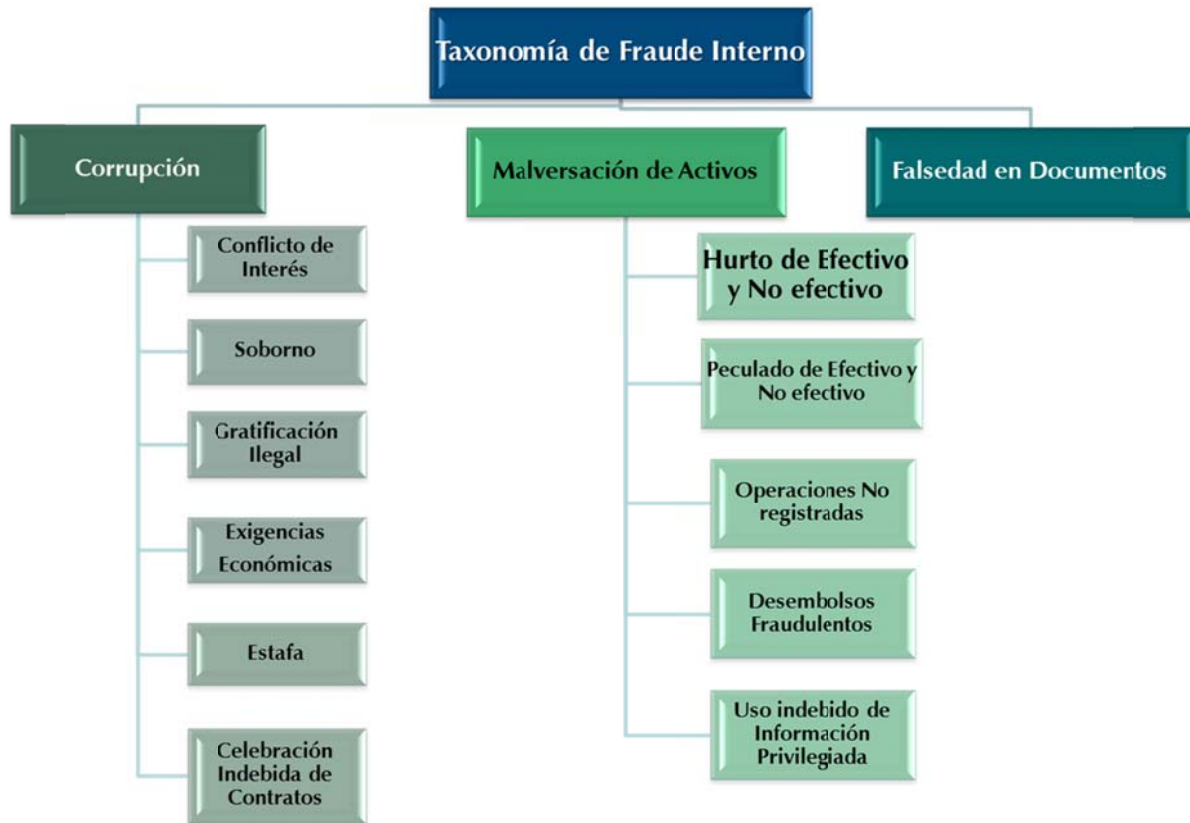 Taxonomía de Fraude Interno
Corrupción
Conflicto de
Interés
Soborno
Gratificación
Ilegal
Exigencias
Económicas
Estafa
Celebración
Indebida de
Contratos
Malversación de Activos
Hurto de Efectivo
y No efectivo
Peculado de Efectivo y
No efectivo
Operaciones No
registradas
Desembolsos
Fraudulentos
Uso indebido de
Información
Privilegiada
Falsedad en Documentos